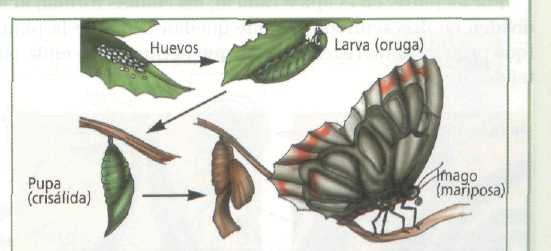 Huevos
Larva (oruga)
Pupa
(crisálida)
Imago
(mariposa)